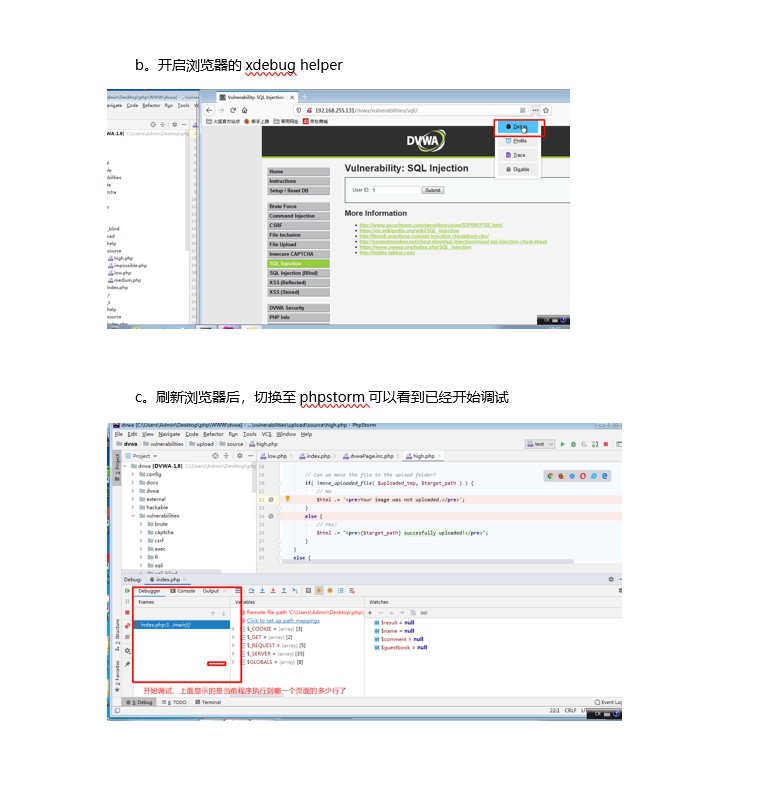 b。开启浏览器的 xdebug helper
Vulnerability: SQL Injection
192.168.255.131/dvwa/vulnerabilities/sqli/
Debug
Profile
Trace
Disable
DVWA
Home
Instructions
Setup / Reset DB
Brute Force
Command Injection
CSRF
File Inclusion
File Upload
Insecure CAPTCHA
SQL Injection
SQL Injection (Blind)
XSS (Reflected)
XSS (Stored)
DVWA Security
PHP Info
Vulnerability: SQL Injection
User ID: 1 Submit
More Information
high.php
impossible.php
low.php
medium.php
index.php
c。刷新浏览器后，切换至 phpstorm 可以看到已经开始调试
dvwa [C:\Users\Admin\Desktop\php\WWW\dvwa] - ...\vulnerabilities\upload\source\high.php - PhpStorm
File Edit View Navigate Code Refactor Run Tools VCS Window Help
dvwa vulnerabilities upload source high.php test
Project low.php index.php dvwaPage.inc.php high.php
dvwa [DVWA-1.9] C:\Users\Admin\Desktop\php
config
docs
dvwa
external
hackable
vulnerabilities
brute
captcha
csrf
exec
fi
sqli
// Can we move the file to the upload folder?
if( !move_uploaded_file( $uploaded_tmp, $target_path ) ) {
// No
$html .= '<pre>Your image was not uploaded.</pre>';
}
else {
// Yes!
$html .= "<pre>{$target_path} succesfully uploaded!</pre>";
}
}
else {
Debug: index.php
Debugger Console Output
Frames Variables Watches
index.php:3, {main}()
Remote file path 'C:\Users\Admin\Desktop\php\
Click to set up path mappings
$_COOKIE = {array} [3]
$_GET = {array} [2]
$_REQUEST = {array} [5]
$_SERVER = {array} [35]
$GLOBALS = {array} [8]
$result = null
$name = null
$comment = null
$guestbook = null
开始调试，上面显示的是当前程序执行到哪一个页面的多少行了
5: Debug 6: TODO Terminal Event Log
22:1 CRLF